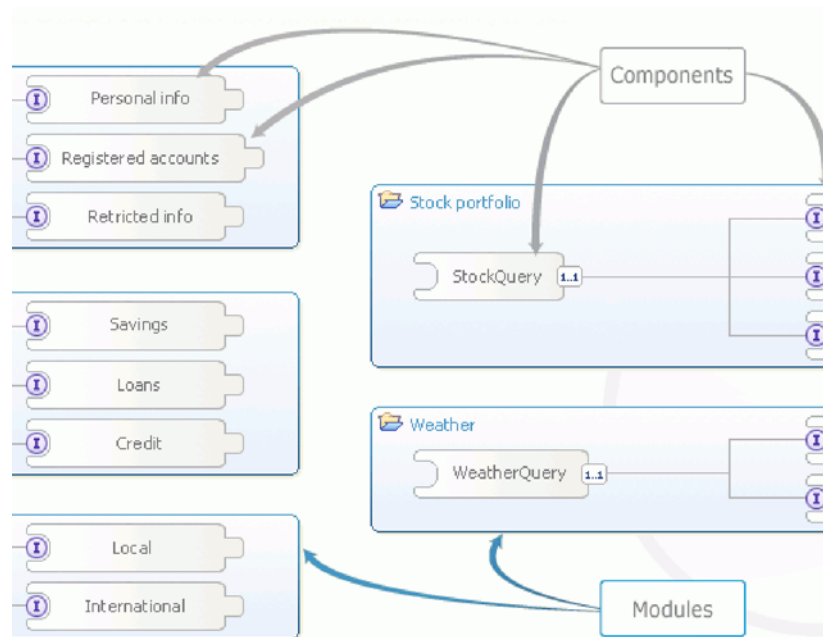 Components
Personal info
Registered accounts
Retricted info
Stock portfolio
StockQuery
1..1
Savings
Loans
Credit
Weather
WeatherQuery
1..1
Local
International
Modules
I
I
I
I
I
I
I
I
I
I
I
I
I